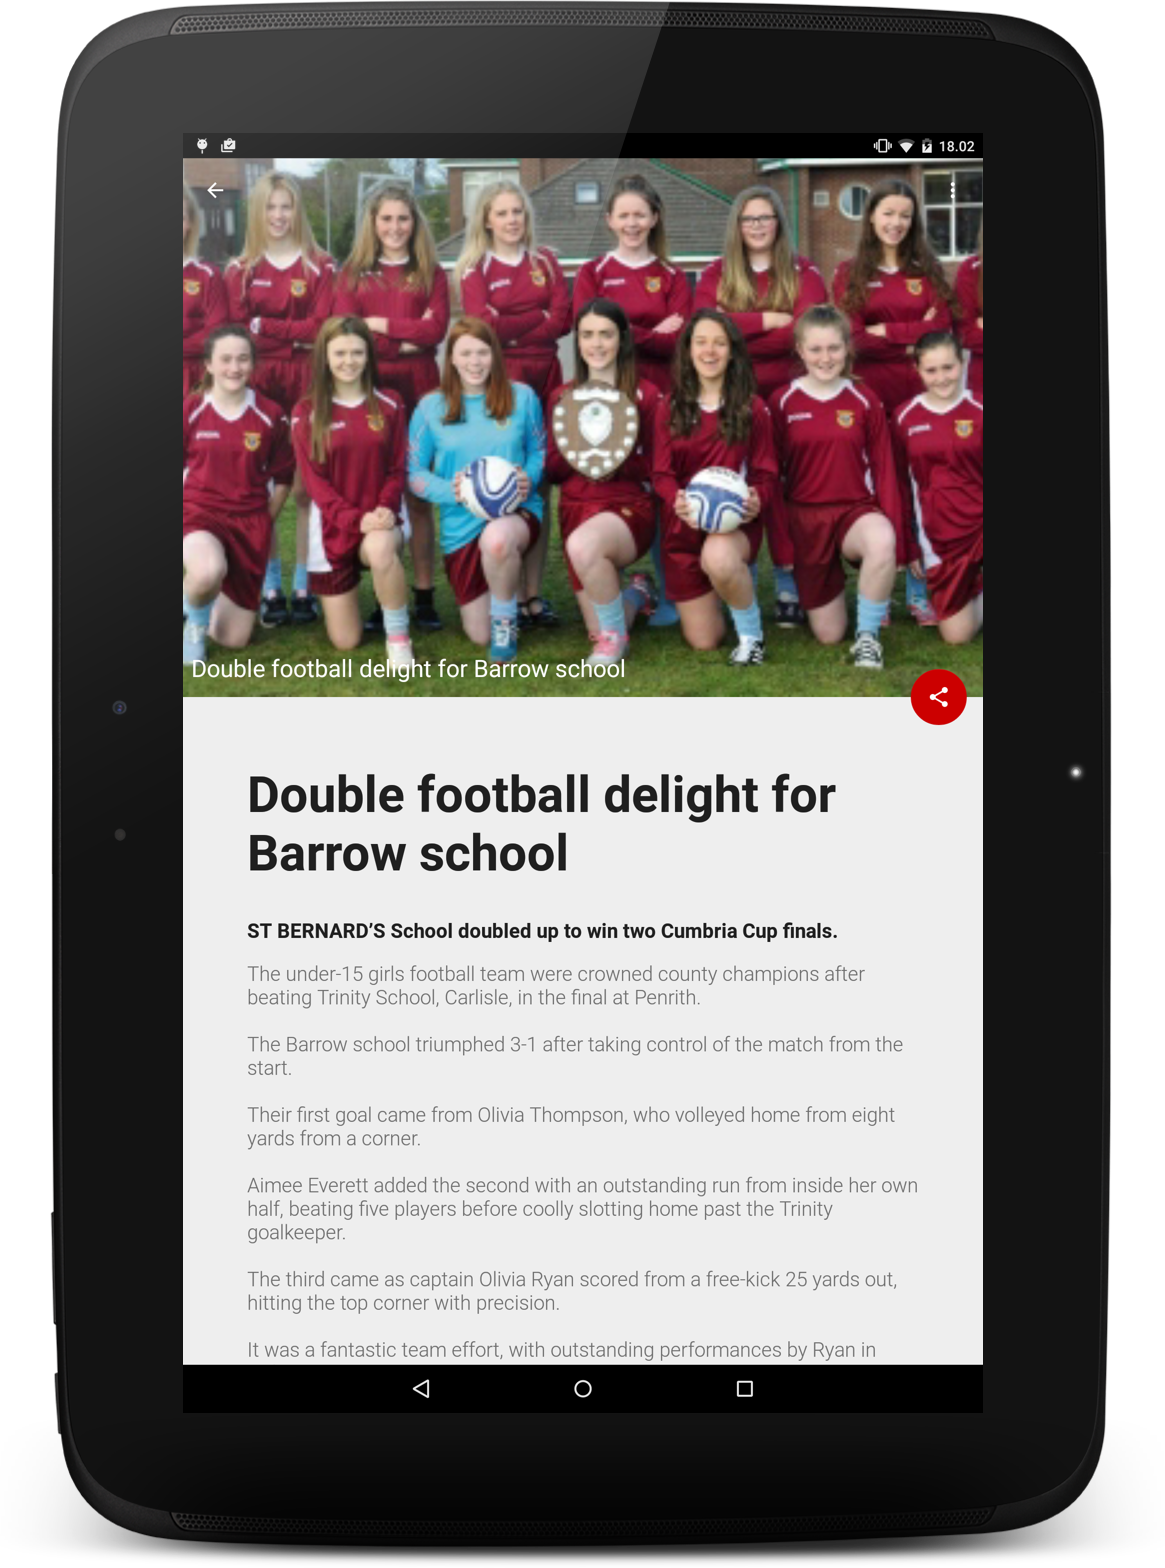 18.02
Double football delight for Barrow school
Double football delight for
Barrow school
ST BERNARD’S School doubled up to win two Cumbria Cup finals.
The under-15 girls football team were crowned county champions after
beating Trinity School, Carlisle, in the final at Penrith.
The Barrow school triumphed 3-1 after taking control of the match from the
start.
Their first goal came from Olivia Thompson, who volleyed home from eight
yards from a corner.
Aimee Everett added the second with an outstanding run from inside her own
half, beating five players before coolly slotting home past the Trinity
goalkeeper.
The third came as captain Olivia Ryan scored from a free-kick 25 yards out,
hitting the top corner with precision.
It was a fantastic team effort, with outstanding performances by Ryan in